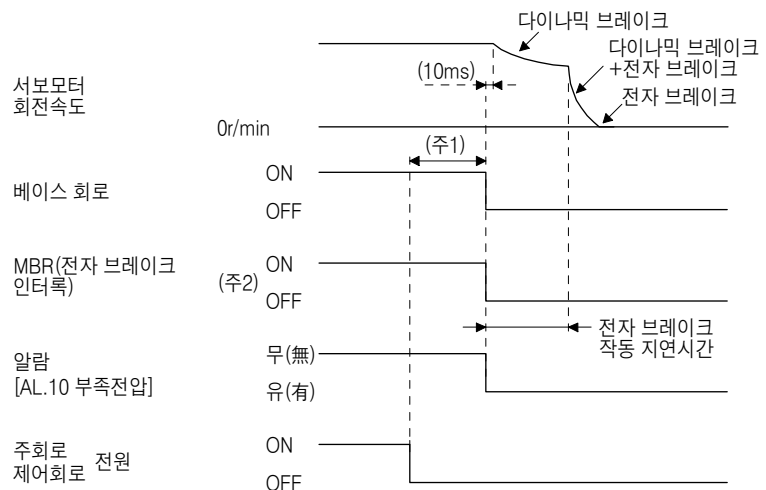 다이나믹 브레이크
다이나믹 브레이크
+전자 브레이크
전자 브레이크
(10ms)
서보모터
회전속도
0r/min
(주1)
베이스 회로
ON
OFF
MBR(전자 브레이크
인터록)
(주2)
ON
OFF
전자 브레이크
작동 지연시간
알람
[AL.10 부족전압]
무(無)
유(有)
주회로
제어회로 전원
ON
OFF